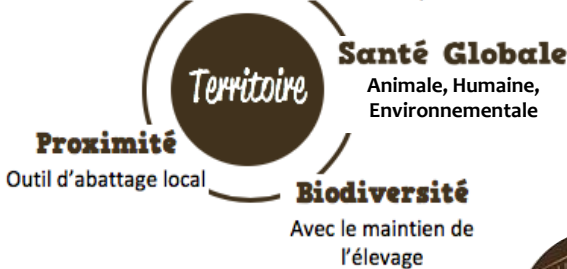 Santé Globale
Territoire
Animale, Humaine,
Environnementale
Proximité
Outil d'abattage local
Biodiversité
Avec le maintien de
l'élevage